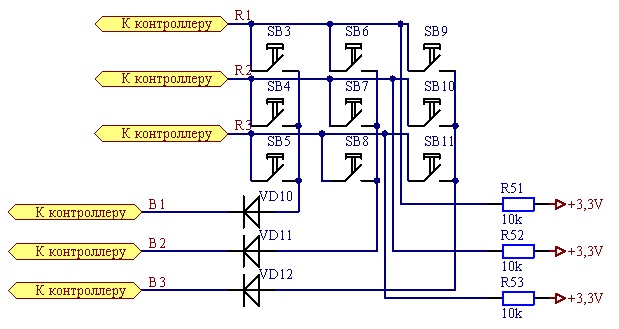 К контроллеру R1
SB3 SB6 SB9
К контроллеру R2
SB4 SB7 SB10
К контроллеру R3
SB5 SB8 SB11
VD10 R51
К контроллеру B1 +3,3V
10k
VD11 R52
К контроллеру B2 +3,3V
10k
VD12 R53
К контроллеру B3 +3,3V
10k